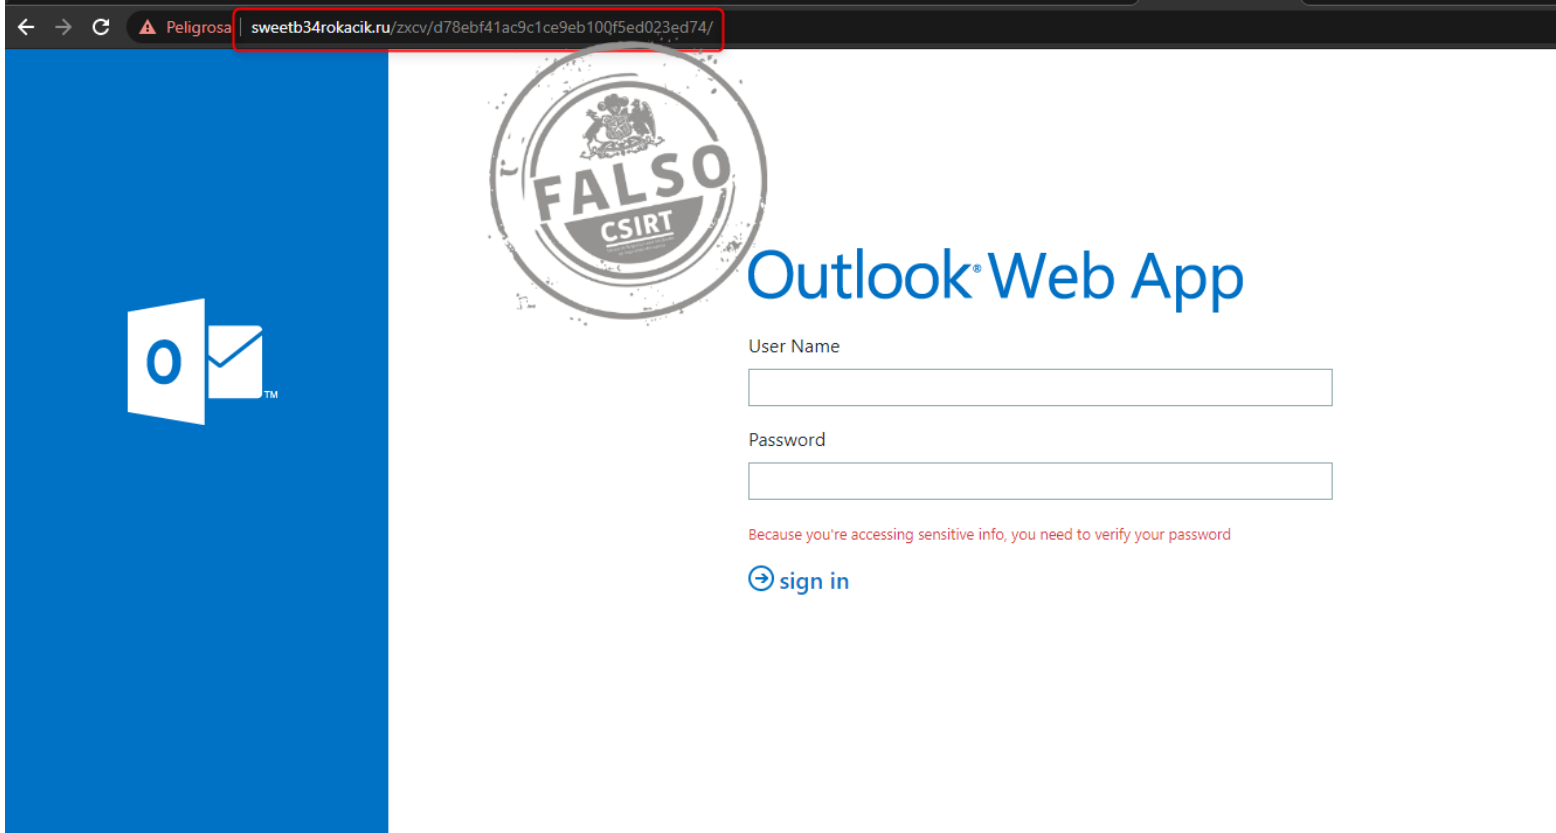 Peligrosa sweetb34rokacik.ru/zxcv/d78ebf41ac9c1ce9eb100f5ed023ed74/
FALSO
CSIRT
Outlook® Web App
O
TM
User Name
Password
Because you're accessing sensitive info, you need to verify your password
sign in